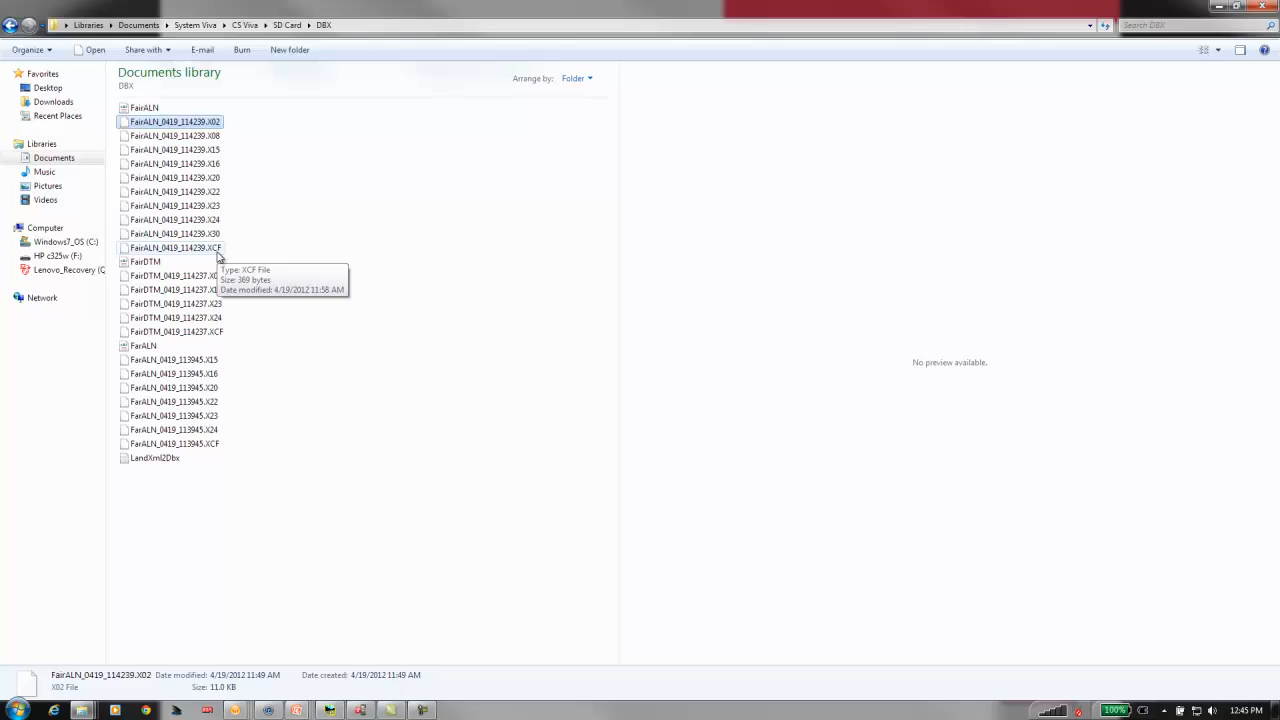 Libraries ▸ Documents ▸ System Viva ▸ CS Viva ▸ SD Card ▸ DBX
Search DBX
Organize Open Share with E-mail Burn New folder
Favorites
Desktop
Downloads
Recent Places
Libraries
Documents
Music
Pictures
Videos
Computer
Windows7_OS (C:)
HP c325w (F:)
Lenovo_Recovery (Q
Network
Documents library
DBX
Arrange by: Folder
FairALN
FairALN_0419_114239.X02
FairALN_0419_114239.X08
FairALN_0419_114239.X15
FairALN_0419_114239.X16
FairALN_0419_114239.X20
FairALN_0419_114239.X22
FairALN_0419_114239.X23
FairALN_0419_114239.X24
FairALN_0419_114239.X30
FairALN_0419_114239.XCF
FairDTM
FairDTM_0419_114237.X0
FairDTM_0419_114237.X1
FairDTM_0419_114237.X23
FairDTM_0419_114237.X24
FairDTM_0419_114237.XCF
FarALN
FarALN_0419_113945.X15
FarALN_0419_113945.X16
FarALN_0419_113945.X20
FarALN_0419_113945.X22
FarALN_0419_113945.X23
FarALN_0419_113945.X24
FarALN_0419_113945.XCF
LandXml2Dbx
Type: XCF File
Size: 369 bytes
Date modified: 4/19/2012 11:58 AM
No preview available.
FairALN_0419_114239.X02 Date modified: 4/19/2012 11:49 AM Date created: 4/19/2012 11:49 AM
X02 File Size: 11.0 KB
100% 12:45 PM